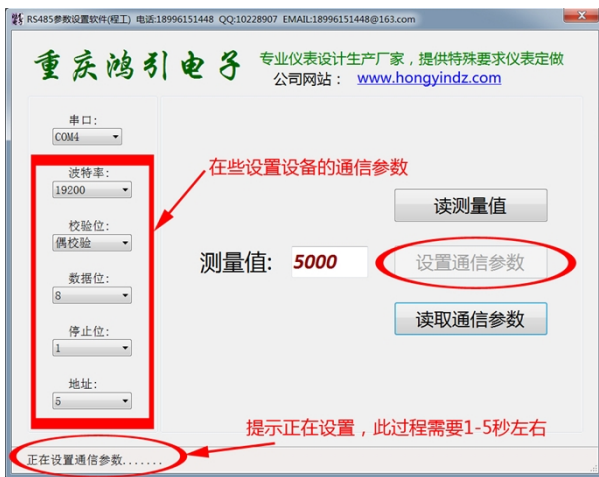 RS485参数设置软件(程工) 电话:18996151448 QQ:10228907 EMAIL:18996151448@163.com
重庆鸿引电子
专业仪表设计生产厂家，提供特殊要求仪表定做
公司网站： www.hongyindz.com
串口:
COM4
在些设置设备的通信参数
波特率:
19200
读测量值
校验位:
偶校验
测量值: 5000
设置通信参数
数据位:
8
读取通信参数
停止位:
1
地址:
5
提示正在设置，此过程需要1-5秒左右
正在设置通信参数.......